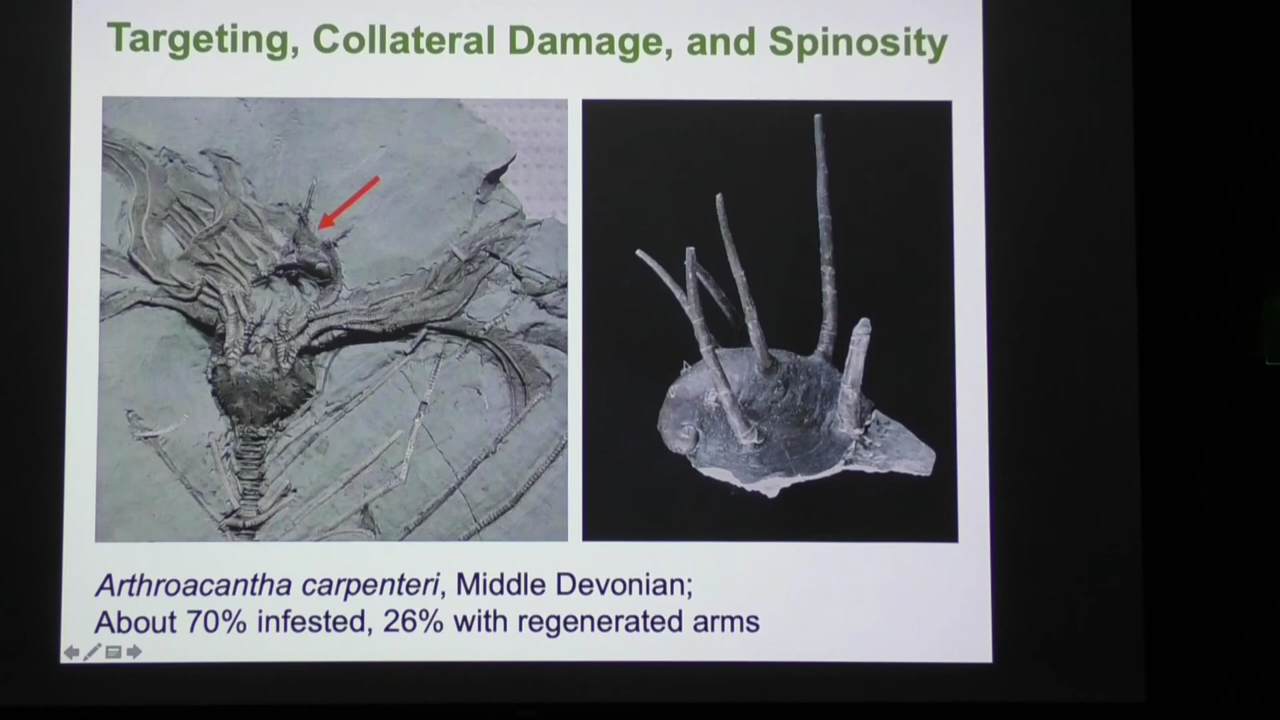 Targeting, Collateral Damage, and Spinosity
Arthroacantha carpenteri, Middle Devonian;
About 70% infested, 26% with regenerated arms